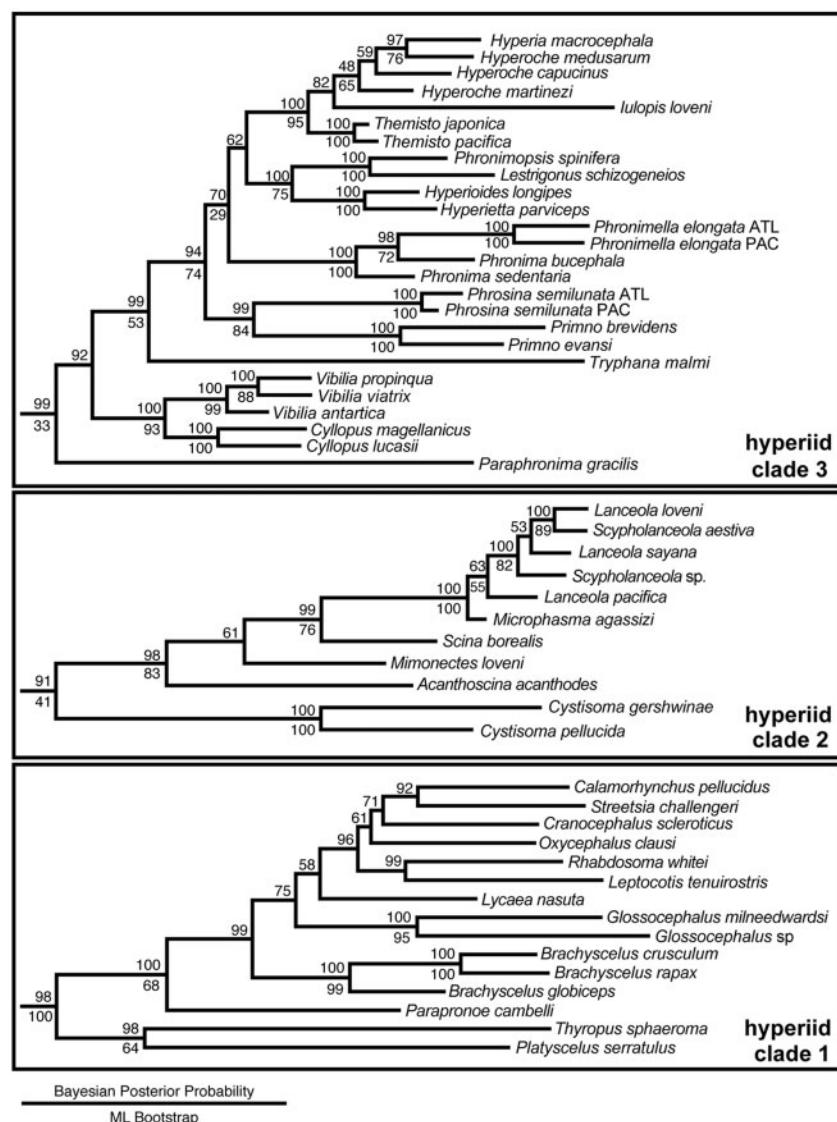 97
Hyperia macrocephala
59
76
Hyperoche medusarum
48
Hyperoche capucinus
82
65
Hyperoche martinezi
100
Iulopis loveni
95
100
Themisto japonica
100
Themisto pacifica
62
100
Phronimopsis spinifera
100
100
Lestrigonus schizogeneios
75
100
Hyperioides longipes
70
100
Hyperietta parviceps
29
100
Phronimella elongata ATL
98
100
Phronimella elongata PAC
94
100
72
Phronima bucephala
74
100
Phronima sedentaria
99
100
Phrosina semilunata ATL
99
100
Phrosina semilunata PAC
53
84
100
Primno brevidens
100
Primno evansi
92
Tryphana malmi
100
Vibilia propinqua
99
100
100
88
Vibilia viatrix
33
93
99
Vibilia antartica
100
Cyllopus magellanicus
100
Cyllopus lucasii
Paraphronima gracilis
hyperiid
clade 3
100
Lanceola loveni
53
89
Scypholanceola aestiva
100
Lanceola sayana
63
82
Scypholanceola sp.
100
55
Lanceola pacifica
99
100
Microphasma agassizi
61
76
Scina borealis
98
Mimonectes loveni
91
83
Acanthoscina acanthodes
41
100
Cystisoma gershwinae
100
Cystisoma pellucida
hyperiid
clade 2
92
Calamorhynchus pellucidus
71
Streetsia challengeri
61
Cranocephalus scleroticus
96
Oxycephalus clausi
58
99
Rhabdosoma whitei
Leptocotis tenuirostris
75
Lycaea nasuta
100
Glossocephalus milneedwardsi
99
95
Glossocephalus sp
100
Brachyscelus crusculum
100
100
100
Brachyscelus rapax
68
99
Brachyscelus globiceps
98
Parapronoe cambelli
100
98
Thyropus sphaeroma
64
Platyscelus serratulus
hyperiid
clade 1
Bayesian Posterior Probability
ML Bootstrap